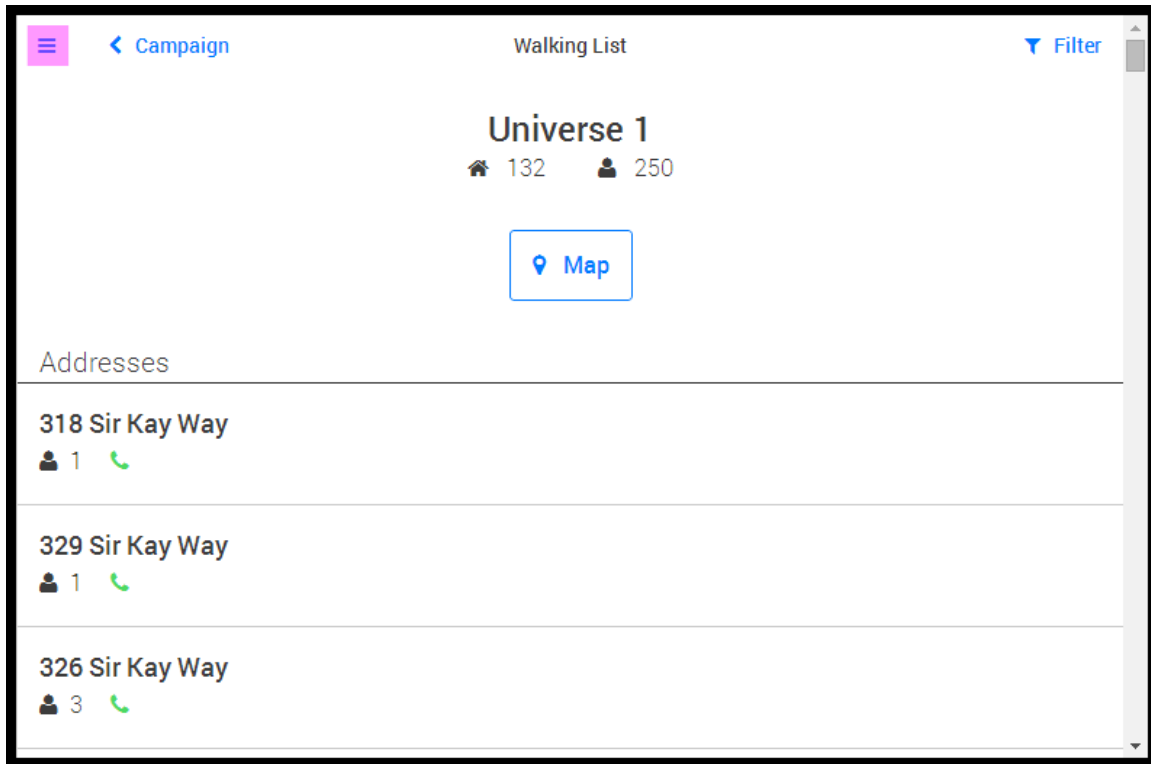 Campaign Walking List Filter
Universe 1
132 250
Map
Addresses
318 Sir Kay Way
1
329 Sir Kay Way
1
326 Sir Kay Way
3